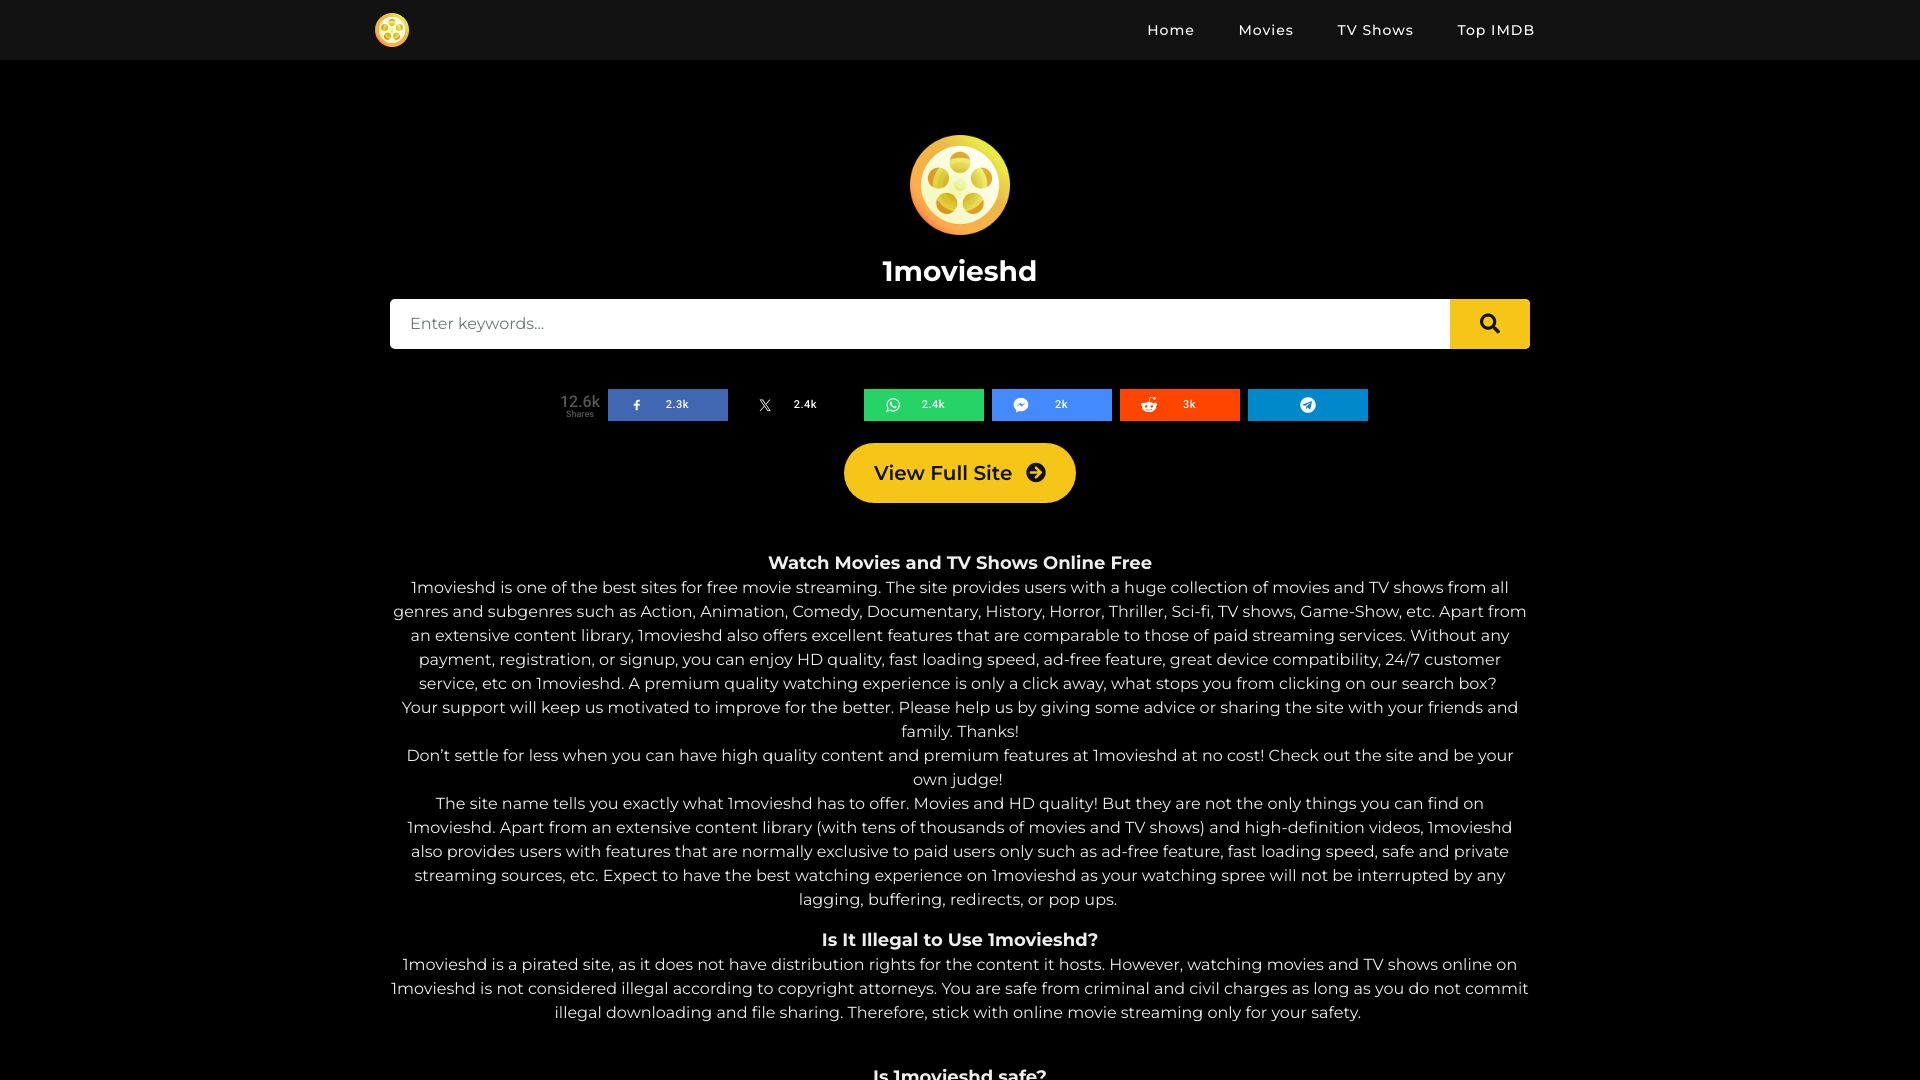 Home Movies TV Shows Top IMDB
1movieshd
Enter keywords...
12.6k
Shares
2.3k 2.4k 2.4k 2k 3k
View Full Site
Watch Movies and TV Shows Online Free
1movieshd is one of the best sites for free movie streaming. The site provides users with a huge collection of movies and TV shows from all
genres and subgenres such as Action, Animation, Comedy, Documentary, History, Horror, Thriller, Sci-fi, TV shows, Game-Show, etc. Apart from
an extensive content library, 1movieshd also offers excellent features that are comparable to those of paid streaming services. Without any
payment, registration, or signup, you can enjoy HD quality, fast loading speed, ad-free feature, great device compatibility, 24/7 customer
service, etc on 1movieshd. A premium quality watching experience is only a click away, what stops you from clicking on our search box?
Your support will keep us motivated to improve for the better. Please help us by giving some advice or sharing the site with your friends and
family. Thanks!
Don’t settle for less when you can have high quality content and premium features at 1movieshd at no cost! Check out the site and be your
own judge!
The site name tells you exactly what 1movieshd has to offer. Movies and HD quality! But they are not the only things you can find on
1movieshd. Apart from an extensive content library (with tens of thousands of movies and TV shows) and high-definition videos, 1movieshd
also provides users with features that are normally exclusive to paid users only such as ad-free feature, fast loading speed, safe and private
streaming sources, etc. Expect to have the best watching experience on 1movieshd as your watching spree will not be interrupted by any
lagging, buffering, redirects, or pop ups.
Is It Illegal to Use 1movieshd?
1movieshd is a pirated site, as it does not have distribution rights for the content it hosts. However, watching movies and TV shows online on
1movieshd is not considered illegal according to copyright attorneys. You are safe from criminal and civil charges as long as you do not commit
illegal downloading and file sharing. Therefore, stick with online movie streaming only for your safety.
Is 1movieshd safe?